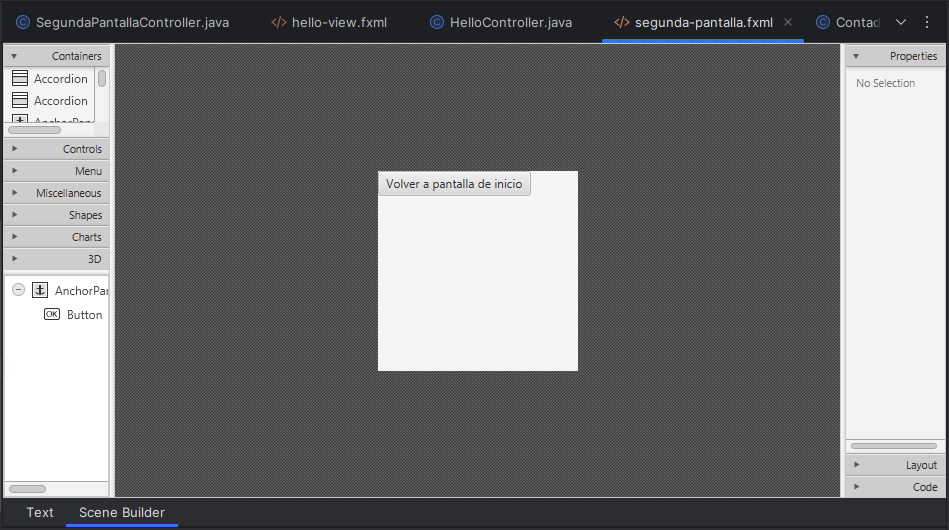 SegundaPantallaController.java
hello-view.fxml
HelloController.java
segunda-pantalla.fxml
Contad
Containers
Accordion
Accordion
AnchorPan
Controls
Menu
Miscellaneous
Shapes
Charts
3D
AnchorPa
OK Button
Volver a pantalla de inicio
Properties
No Selection
Layout
Code
Text
Scene Builder